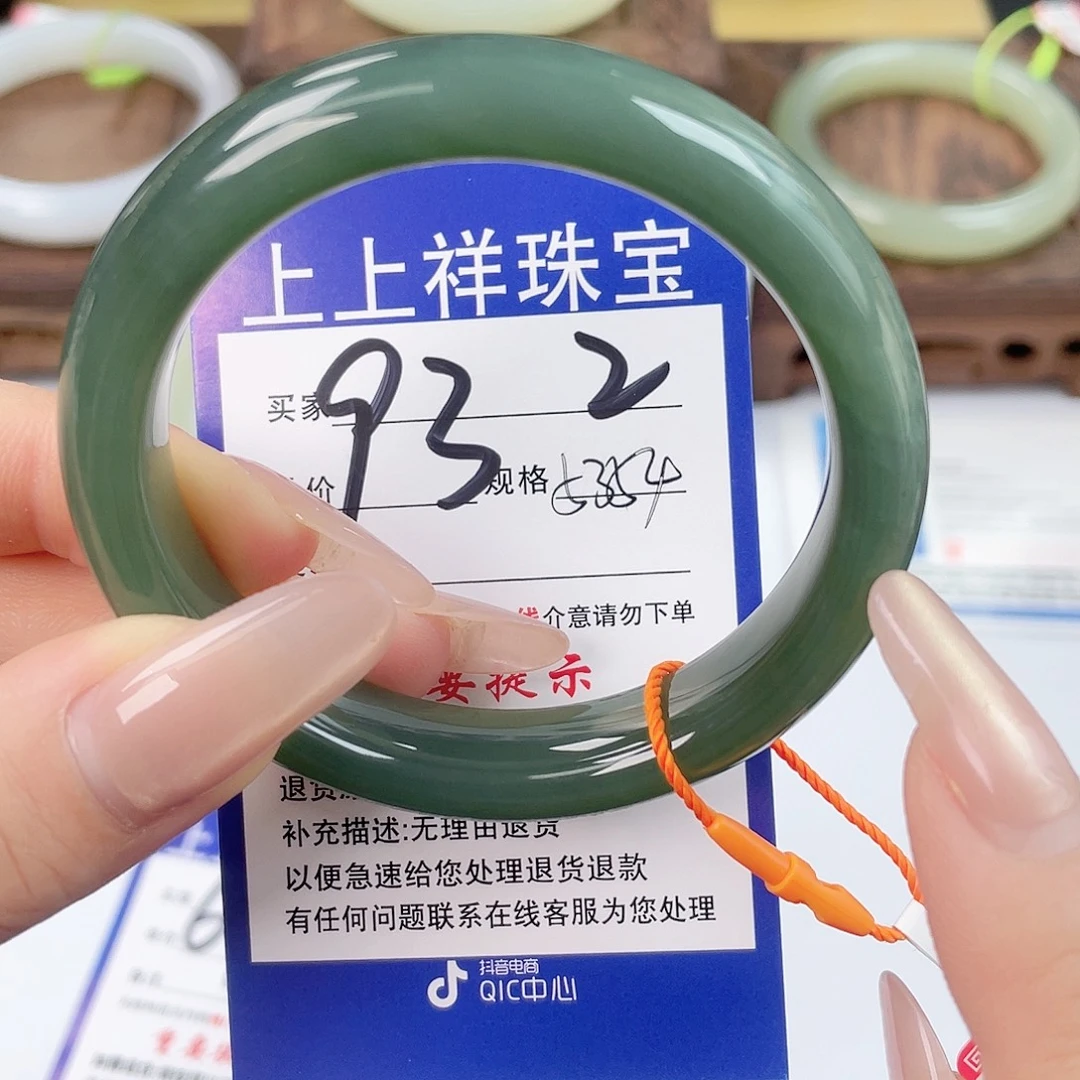 上上祥珠宝
买家 93 2
价 规格
介意请勿下单
要提示
退货
补充描述:无理由退货
以便急速给您处理退货退款
有任何问题联系在线客服为您处理
抖音电商
QIC中心